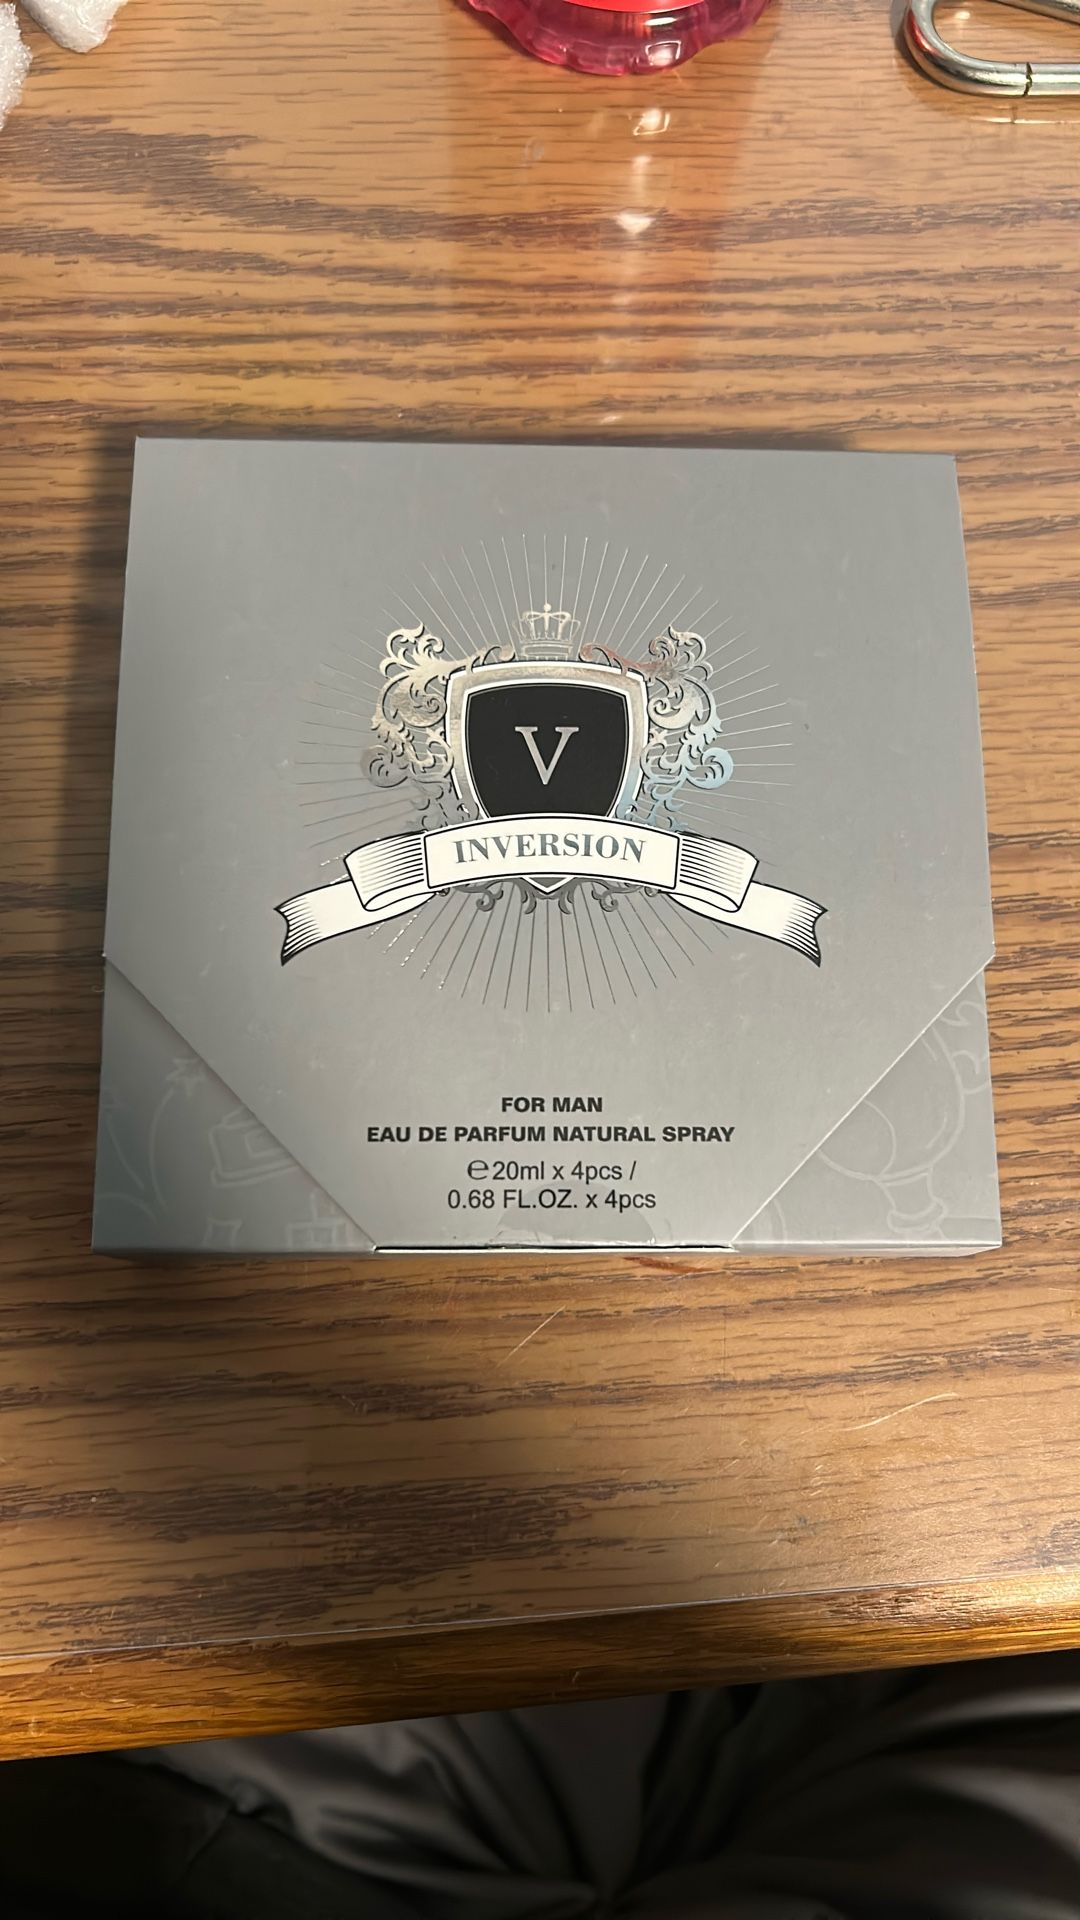 V
INVERSION
FOR MAN
EAU DE PARFUM NATURAL SPRAY
℮20ml x 4pcs /
0.68 FL.OZ. x 4pcs